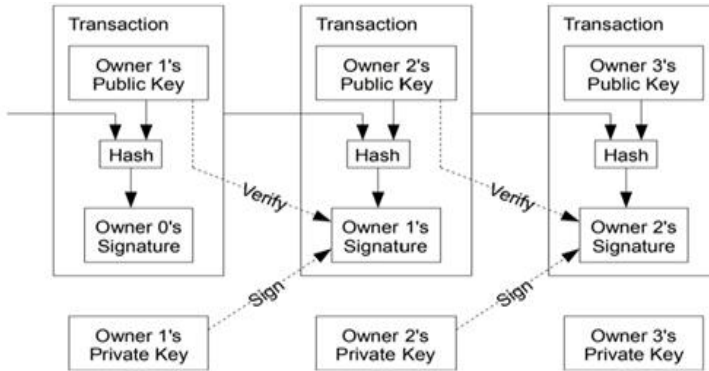 Transaction
Transaction
Transaction
Owner 1's
Public Key
Owner 2's
Public Key
Owner 3's
Public Key
Hash
Hash
Hash
Verify
Verify
Owner 0's
Signature
Owner 1's
Signature
Owner 2's
Signature
Sign
Sign
Owner 1's
Private Key
Owner 2's
Private Key
Owner 3's
Private Key